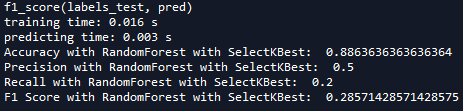 f1_score(labels_test, pred)
training time: 0.016 s
predicting time: 0.003 s
Accuracy with RandomForest with SelectKBest:  0.8863636363636364
Precision with RandomForest with SelectKBest:  0.5
Recall with RandomForest with SelectKBest:  0.2
F1 Score with RandomForest with SelectKBest:  0.28571428571428575